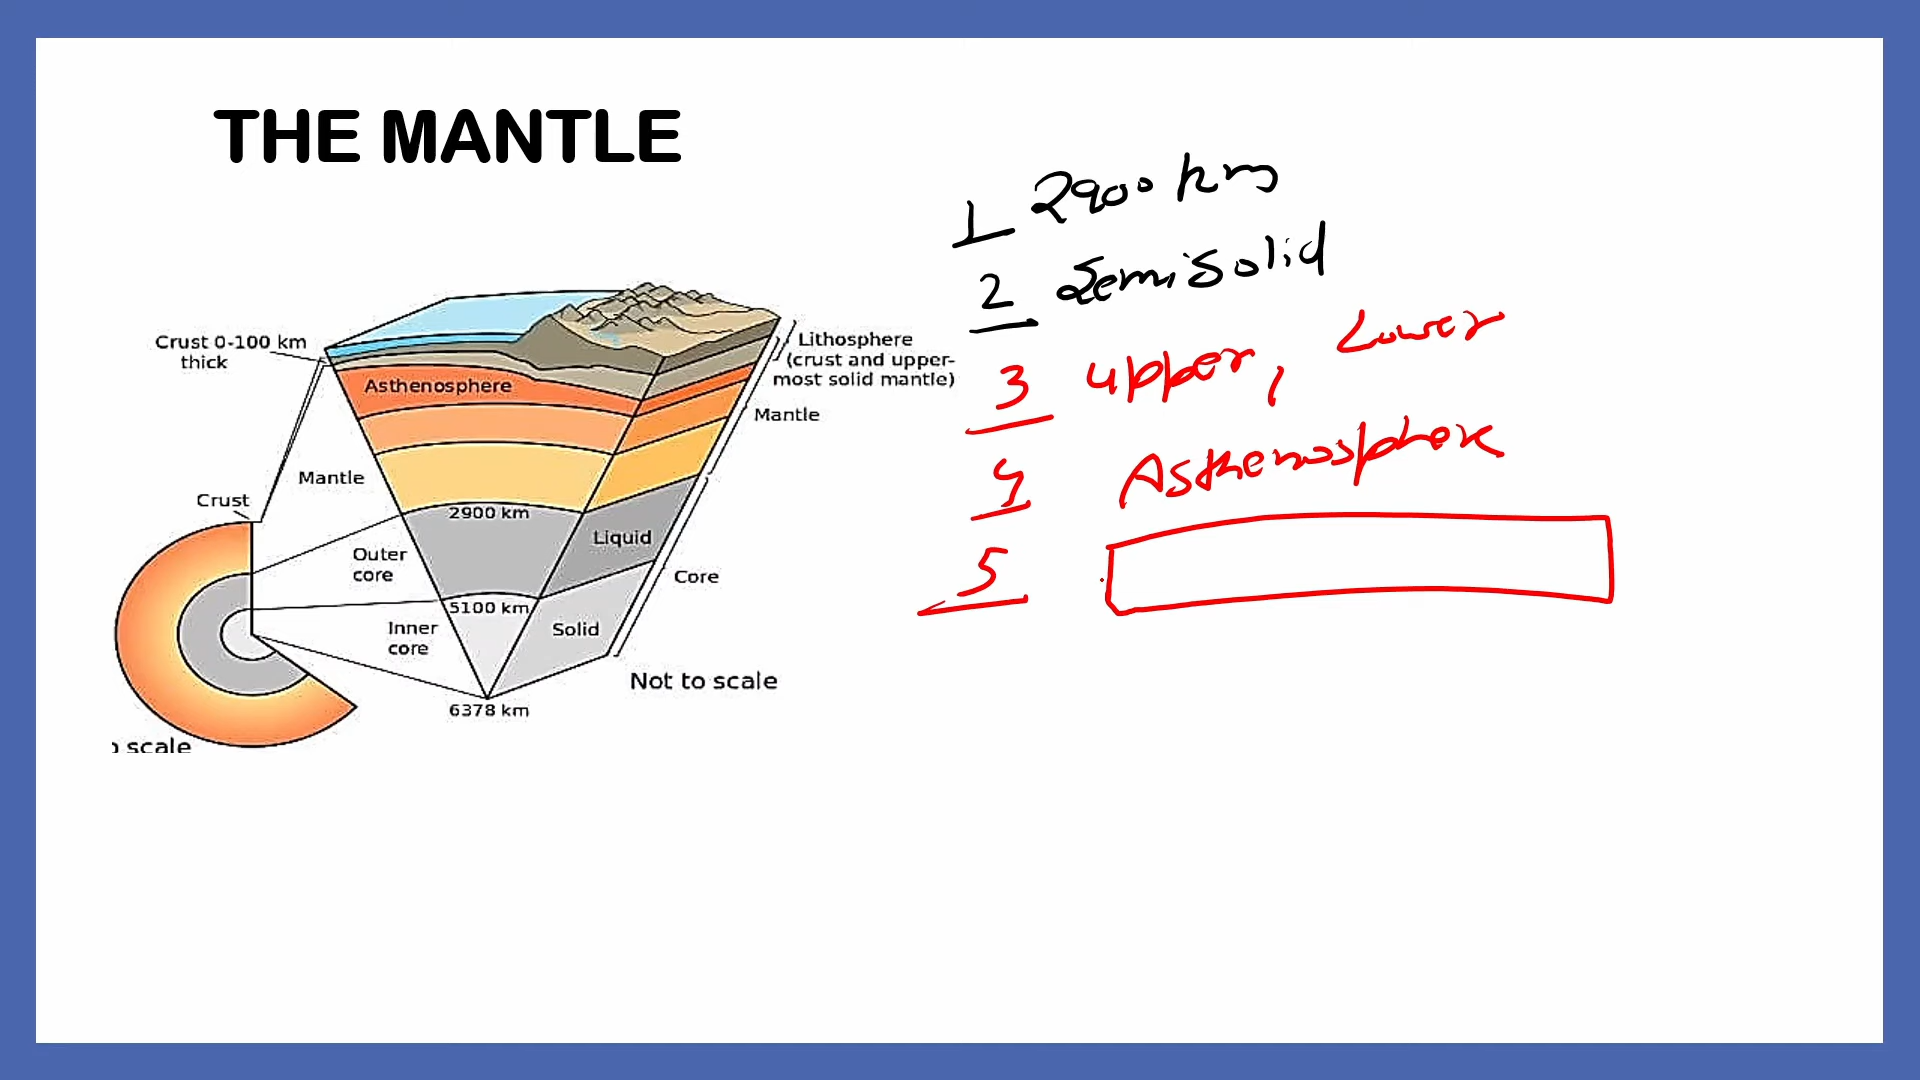 THE MANTLE
1 2900 km
2 Semisolid
3 upper, Lower
4 Asthenosphere
5
Crust 0-100 km
thick
Asthenosphere
Lithosphere
(crust and upper-
most solid mantle)
Mantle
Mantle
Crust
2900 km
Liquid
Outer
core
Core
5100 km
Inner
core
Solid
Not to scale
6378 km
o scale